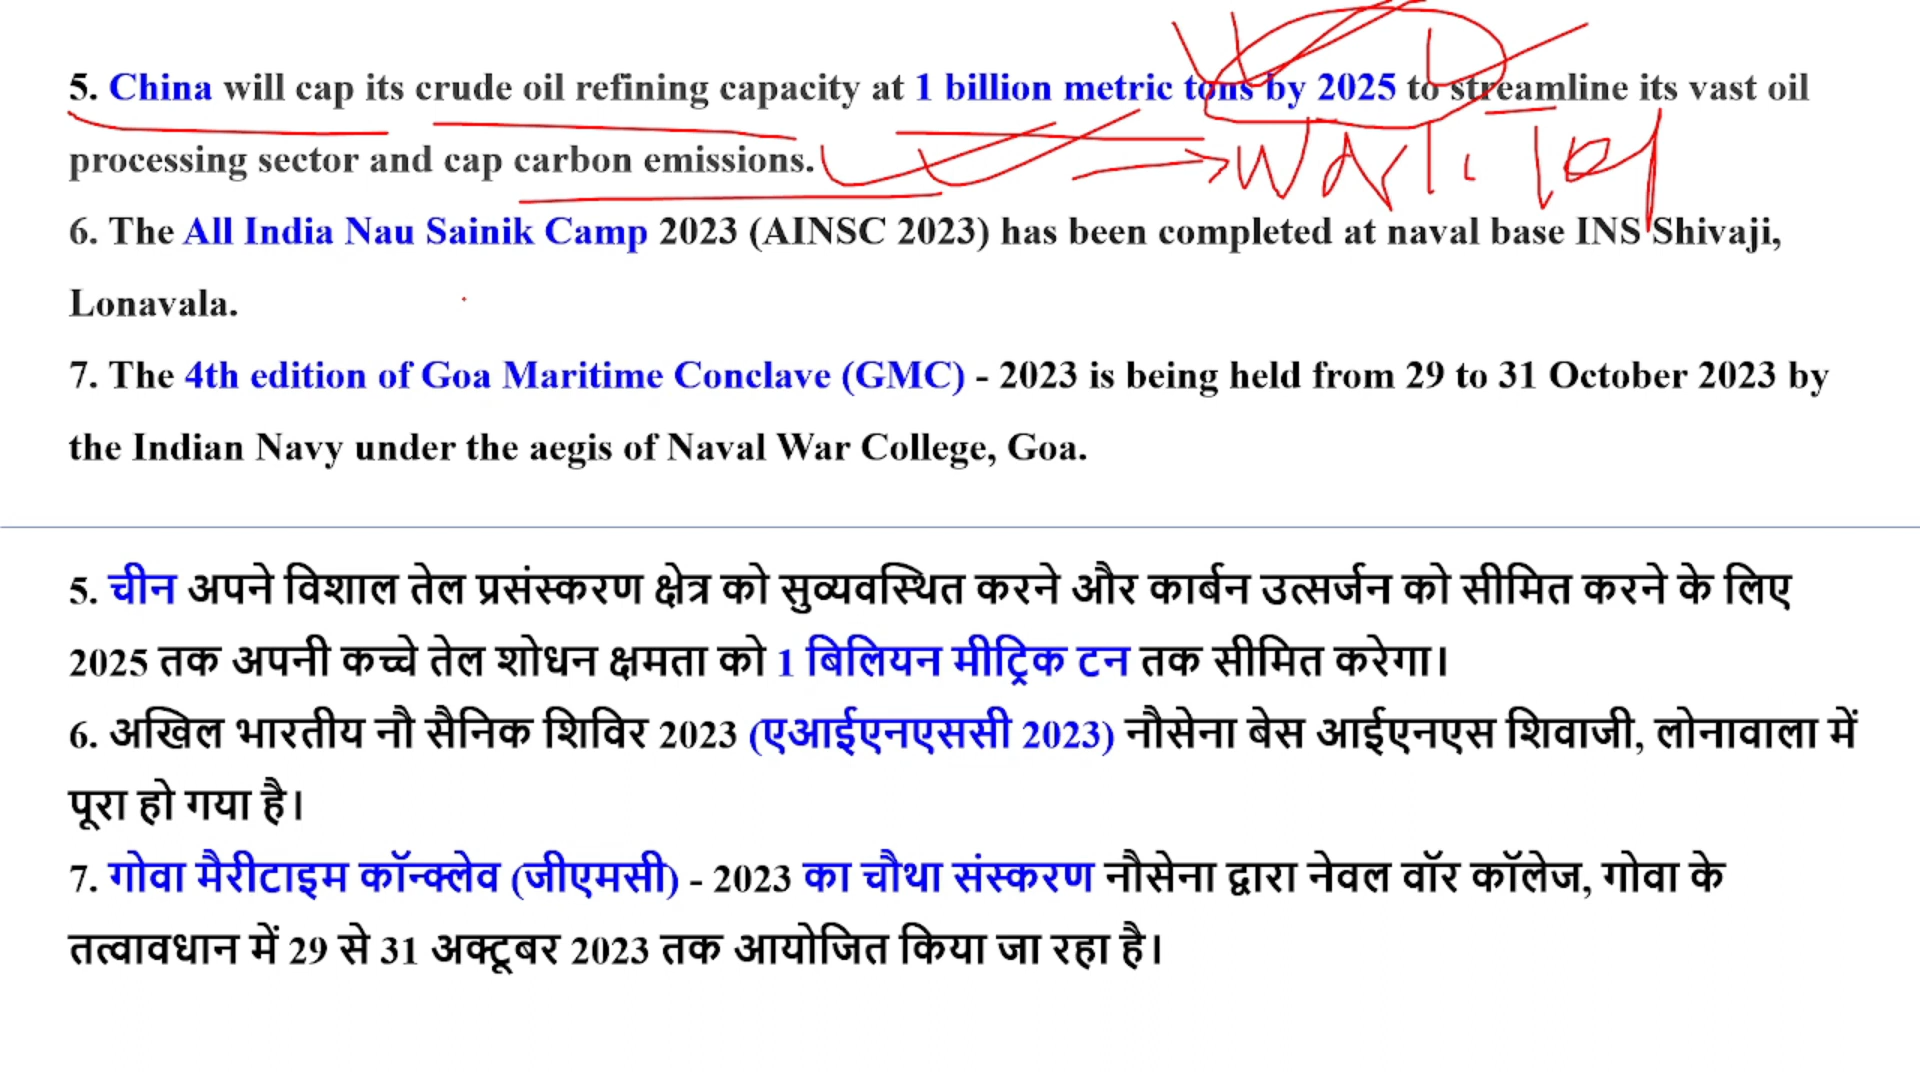 5. China will cap its crude oil refining capacity at 1 billion metric tons by 2025 to streamline its vast oil
processing sector and cap carbon emissions.
6. The All India Nau Sainik Camp 2023 (AINSC 2023) has been completed at naval base INS Shivaji,
Lonavala.
7. The 4th edition of Goa Maritime Conclave (GMC) - 2023 is being held from 29 to 31 October 2023 by
the Indian Navy under the aegis of Naval War College, Goa.
5. चीन अपने विशाल तेल प्रसंस्करण क्षेत्र को सुव्यवस्थित करने और कार्बन उत्सर्जन को सीमित करने के लिए
2025 तक अपनी कच्चे तेल शोधन क्षमता को 1 बिलियन मीट्रिक टन तक सीमित करेगा।
6. अखिल भारतीय नौ सैनिक शिविर 2023 (एआईएनएससी 2023) नौसेना बेस आईएनएस शिवाजी, लोनावाला में
पूरा हो गया है।
7. गोवा मैरीटाइम कॉन्क्लेव (जीएमसी) - 2023 का चौथा संस्करण नौसेना द्वारा नेवल वॉर कॉलेज, गोवा के
तत्वावधान में 29 से 31 अक्टूबर 2023 तक आयोजित किया जा रहा है।